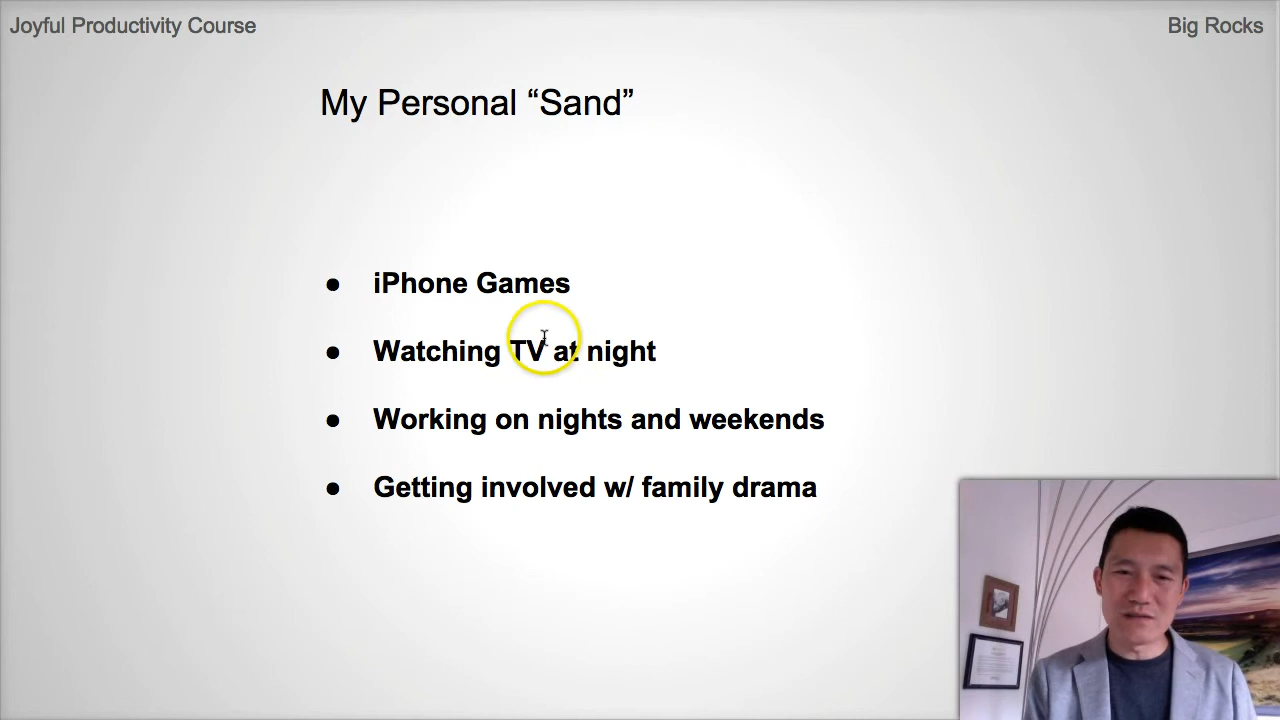 Joyful Productivity Course
Big Rocks
My Personal “Sand”
● iPhone Games
● Watching TV at night
● Working on nights and weekends
● Getting involved w/ family drama